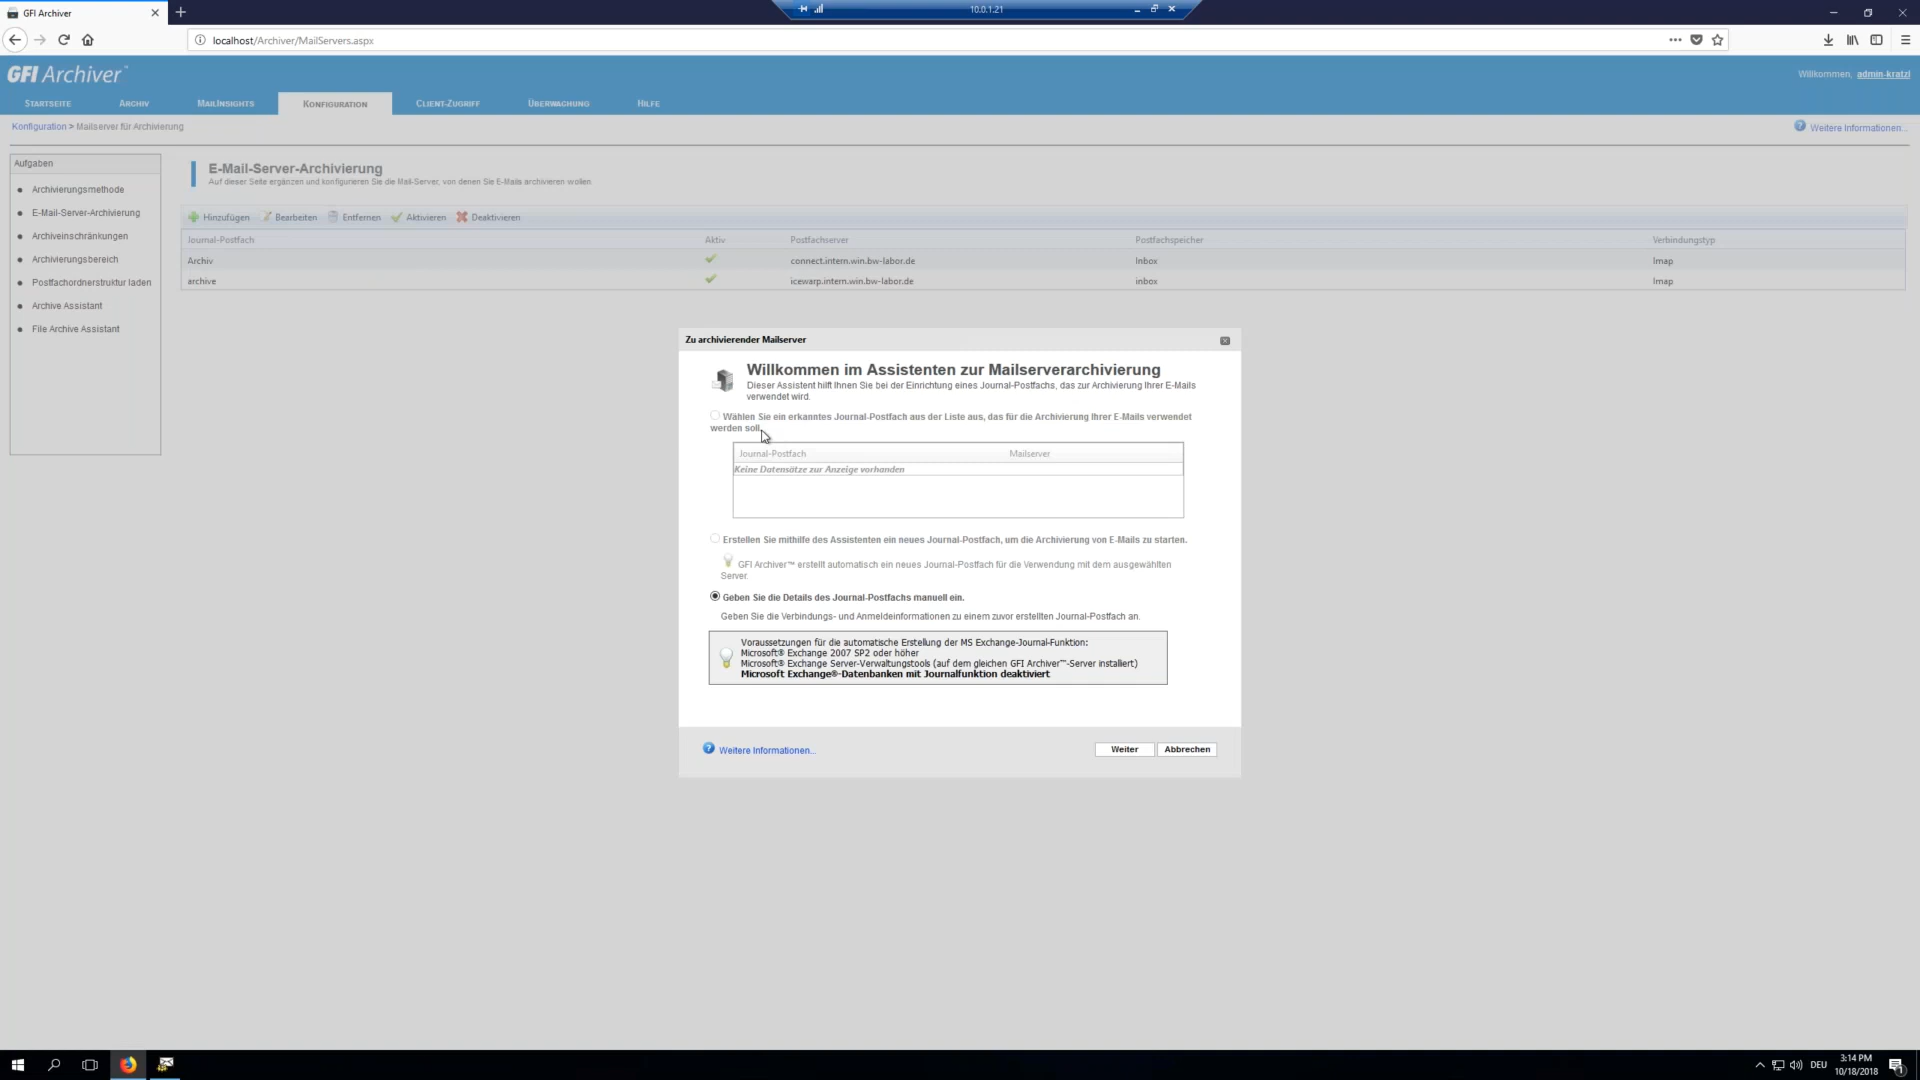 GFI Archiver
10.0.1.21
localhost/Archiver/MailServers.aspx
GFI Archiver™
Willkommen, admin-kratzl
STARTSEITE
ARCHIV
MAILINSIGHTS
KONFIGURATION
CLIENT-ZUGRIFF
ÜBERWACHUNG
HILFE
Konfiguration > Mailserver für Archivierung
Weitere Informationen...
Aufgaben
Archivierungsmethode
E-Mail-Server-Archivierung
Archiveinschränkungen
Archivierungsbereich
Postfachordnerstruktur laden
Archive Assistant
File Archive Assistant
E-Mail-Server-Archivierung
Auf dieser Seite ergänzen und konfigurieren Sie die Mail-Server, von denen Sie E-Mails archivieren wollen.
Hinzufügen Bearbeiten Entfernen Aktivieren Deaktivieren
Journal-Postfach Aktiv Postfachserver Postfachspeicher Verbindungstyp
Archiv connect.intern.win.bw-labor.de Inbox Imap
archive icewarp.intern.win.bw-labor.de inbox Imap
Zu archivierender Mailserver
Willkommen im Assistenten zur Mailserverarchivierung
Dieser Assistent hilft Ihnen Sie bei der Einrichtung eines Journal-Postfachs, das zur Archivierung Ihrer E-Mails
verwendet wird.
Wählen Sie ein erkanntes Journal-Postfach aus der Liste aus, das für die Archivierung Ihrer E-Mails verwendet
werden soll.
Journal-Postfach Mailserver
Keine Datensätze zur Anzeige vorhanden
Erstellen Sie mithilfe des Assistenten ein neues Journal-Postfach, um die Archivierung von E-Mails zu starten.
GFI Archiver™ erstellt automatisch ein neues Journal-Postfach für die Verwendung mit dem ausgewählten
Server.
Geben Sie die Details des Journal-Postfachs manuell ein.
Geben Sie die Verbindungs- und Anmeldeinformationen zu einem zuvor erstellten Journal-Postfach an.
Voraussetzungen für die automatische Erstellung der MS Exchange-Journal-Funktion:
Microsoft® Exchange 2007 SP2 oder höher
Microsoft® Exchange Server-Verwaltungstools (auf dem gleichen GFI Archiver™-Server installiert)
Microsoft Exchange®-Datenbanken mit Journalfunktion deaktiviert
Weitere Informationen...
Weiter
Abbrechen
DEU
3:14 PM
10/18/2018